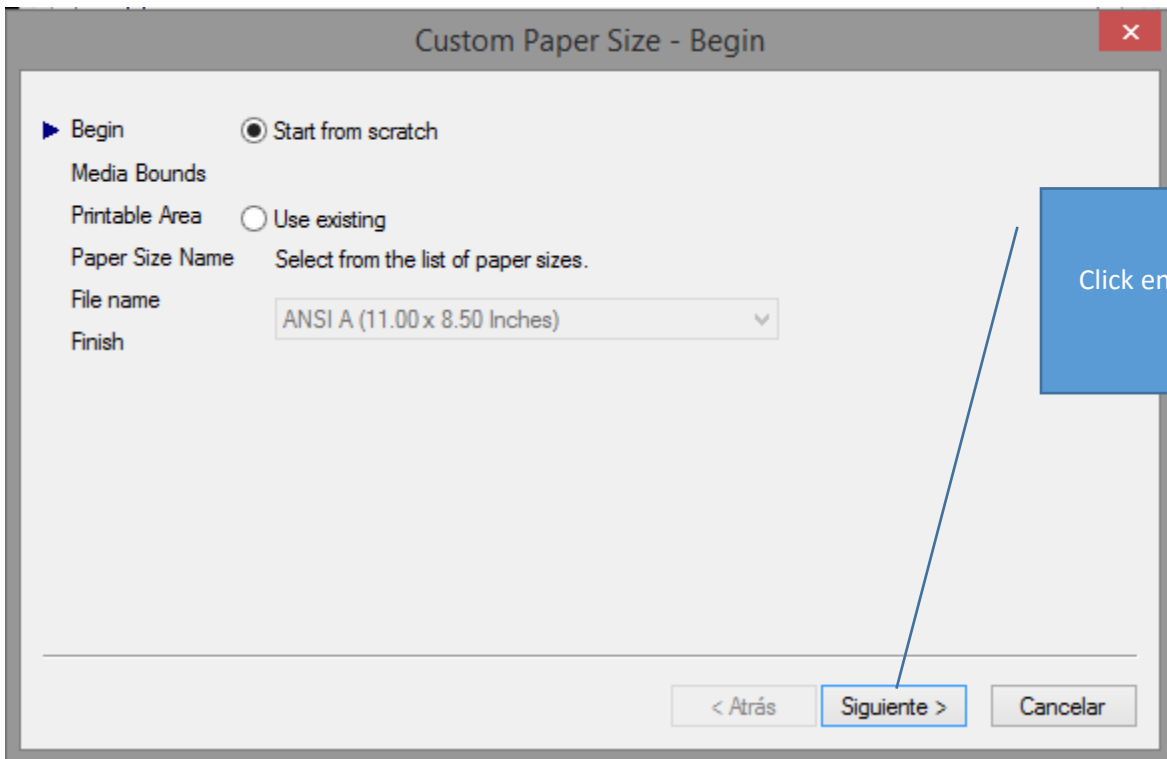 Custom Paper Size - Begin
Begin
Start from scratch
Media Bounds
Printable Area
Use existing
Paper Size Name
Select from the list of paper sizes.
File name
ANSI A (11.00 x 8.50 Inches)
Finish
Click en
< Atrás
Siguiente >
Cancelar